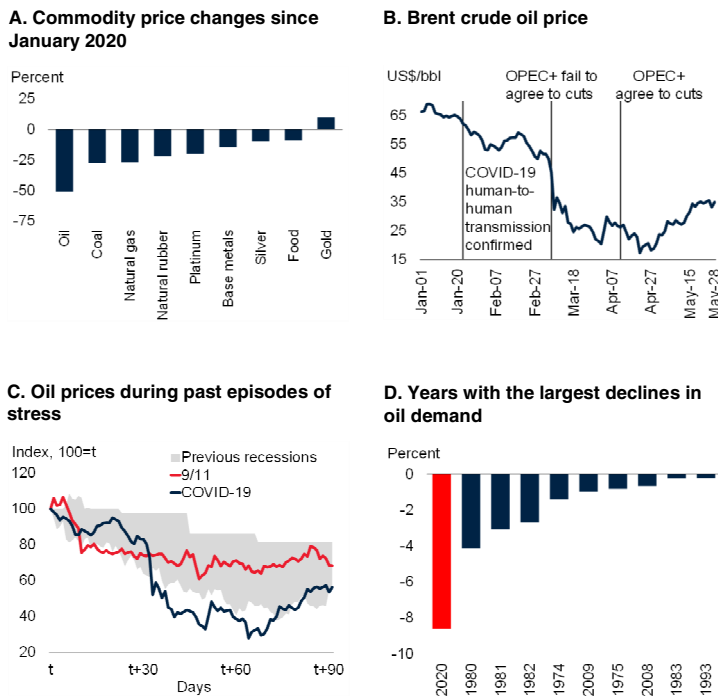 A. Commodity price changes since
January 2020
Percent
25
0
-25
-50
-75
Oil
Coal
Natural gas
Natural rubber
Platinum
Base metals
Silver
Food
Gold
B. Brent crude oil price
US$/bbl
OPEC+ fail to
agree to cuts
OPEC+
agree to cuts
65
55
45
35
25
15
COVID-19
human-to-
human
transmission
confirmed
Jan-01
Jan-20
Feb-07
Feb-27
Mar-18
Apr-07
Apr-27
May-15
May-28
C. Oil prices during past episodes of
stress
Index, 100=t
120
100
80
60
40
20
Previous recessions
9/11
COVID-19
t
t+30
t+60
t+90
Days
D. Years with the largest declines in
oil demand
Percent
0
-2
-4
-6
-8
-10
2020
1980
1981
1982
1974
2009
1975
2008
983
1993